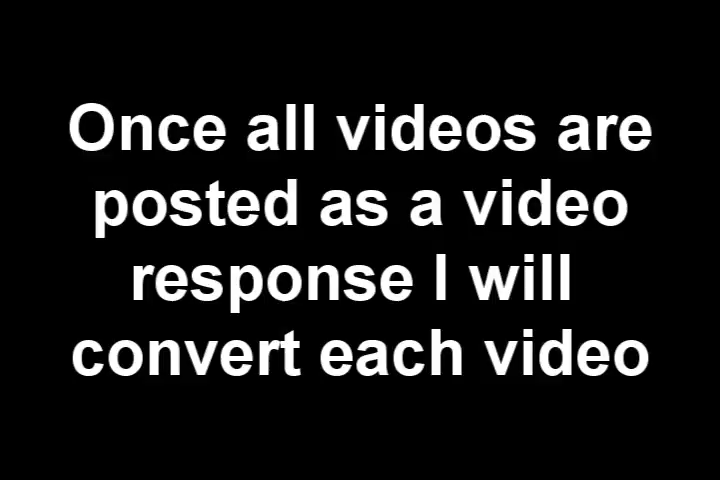 Once all videos are
posted as a video
response I will
convert each video